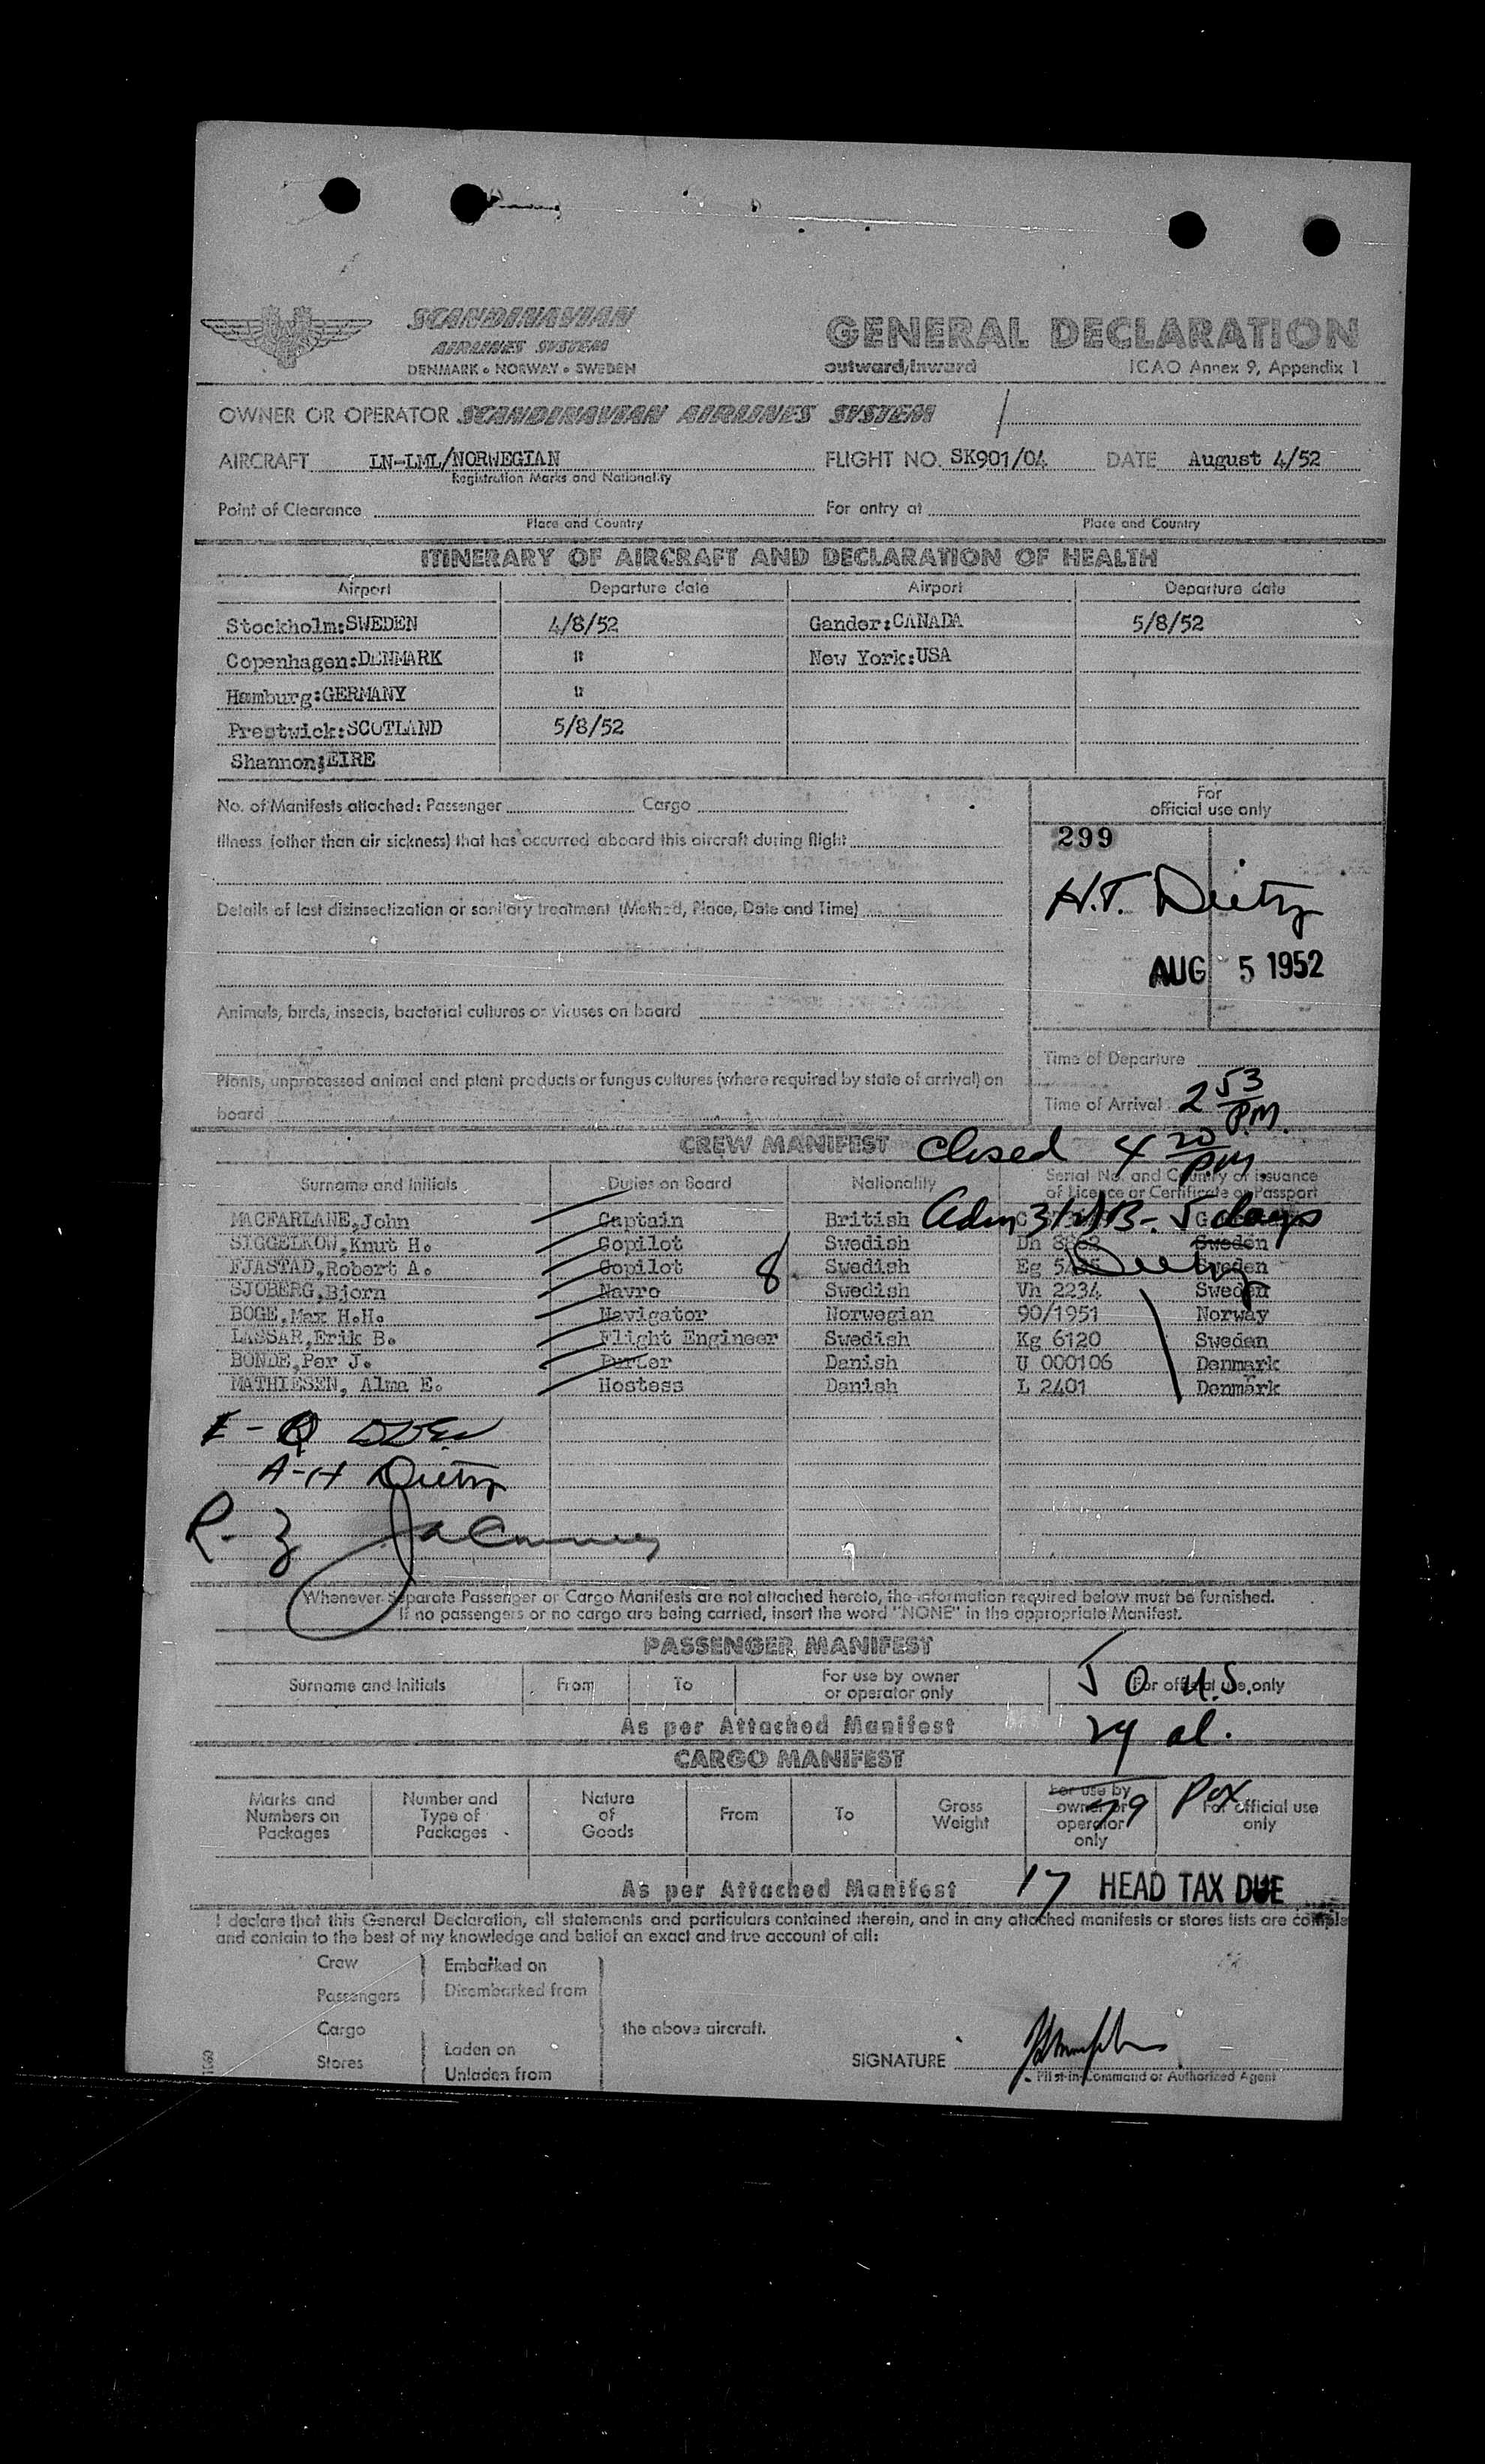 SCANDINAVIAN
AIRLINES SYSTEM
DENMARK • NORWAY • SWEDEN
GENERAL DECLARATION
outward/inward ICAO Annex 9, Appendix 1
OWNER OR OPERATOR SCANDINAVIAN AIRLINES SYSTEM
AIRCRAFT LN-LML/NORWEGIAN FLIGHT NO. SK901/04 DATE August 4/52
Registration Marks and Nationality
Point of Clearance For entry at
Place and Country Place and Country
ITINERARY OF AIRCRAFT AND DECLARATION OF HEALTH
Airport Departure date Airport Departure date
Stockholm:SWEDEN 4/8/52 Gander:CANADA 5/8/52
Copenhagen:DENMARK " New York:USA
Hamburg:GERMANY "
Prestwick:SCOTLAND 5/8/52
Shannon:EIRE
No. of Manifests attached: Passenger Cargo
For
official use only
Illness (other than air sickness) that has occurred aboard this aircraft during flight
299
H.T. Dietz
Details of last disinsectization or sanitary treatment (Method, Place, Date and Time)
AUG 5 1952
Animals, birds, insects, bacterial cultures or viruses on board
Time of Departure
Plants, unprocessed animal and plant products or fungus cultures (where required by state of arrival) on
board
Time of Arrival 2 53 P.M.
CREW MANIFEST closed 4 20 P.M.
Surname and Initials Duties on Board Nationality Serial No. and Country of issuance
of Licence or Certificate or Passport
MACFARLANE,John Captain British
Adm 5 days
SIGGELKOW,Knut H. Copilot Swedish Dh Sweden
FJASTAD,Robert A. Copilot 8 Swedish Eg Sweden
Dietz
SJOBERG,Bjorn Navro Swedish Vh 2234 Sweden
BOGE,Max H.H. Navigator Norwegian 90/1951 Norway
LASSAR,Erik B. Flight Engineer Swedish Kg 6120 Sweden
BONDE,Per J. Purser Danish U 000106 Denmark
MATHIESEN, Alma E. Hostess Danish L 2401 Denmark
A-H Dietz
R-Z
Whenever Separate Passenger or Cargo Manifests are not attached hereto, the information required below must be furnished.
If no passengers or no cargo are being carried, insert the word "NONE" in the appropriate Manifest.
PASSENGER MANIFEST
Surname and Initials From To For use by owner
or operator only For official use only
50 U.S.
As per Attached Manifest
29 al.
CARGO MANIFEST
79 Pax
Marks and
Numbers on
Packages Number and
Type of
Packages Nature
of
Goods From To Gross
Weight For use by
owner or
operator
only For official use
only
As per Attached Manifest 17 HEAD TAX DUE
I declare that this General Declaration, all statements and particulars contained therein, and in any attached manifests or stores lists are comple
and contain to the best of my knowledge and belief an exact and true account of all:
Crew Embarked on
Passengers Disembarked from
Cargo the above aircraft.
Stores Laden on
Unladen from
SIGNATURE
Pilot-in-Command or Authorized Agent